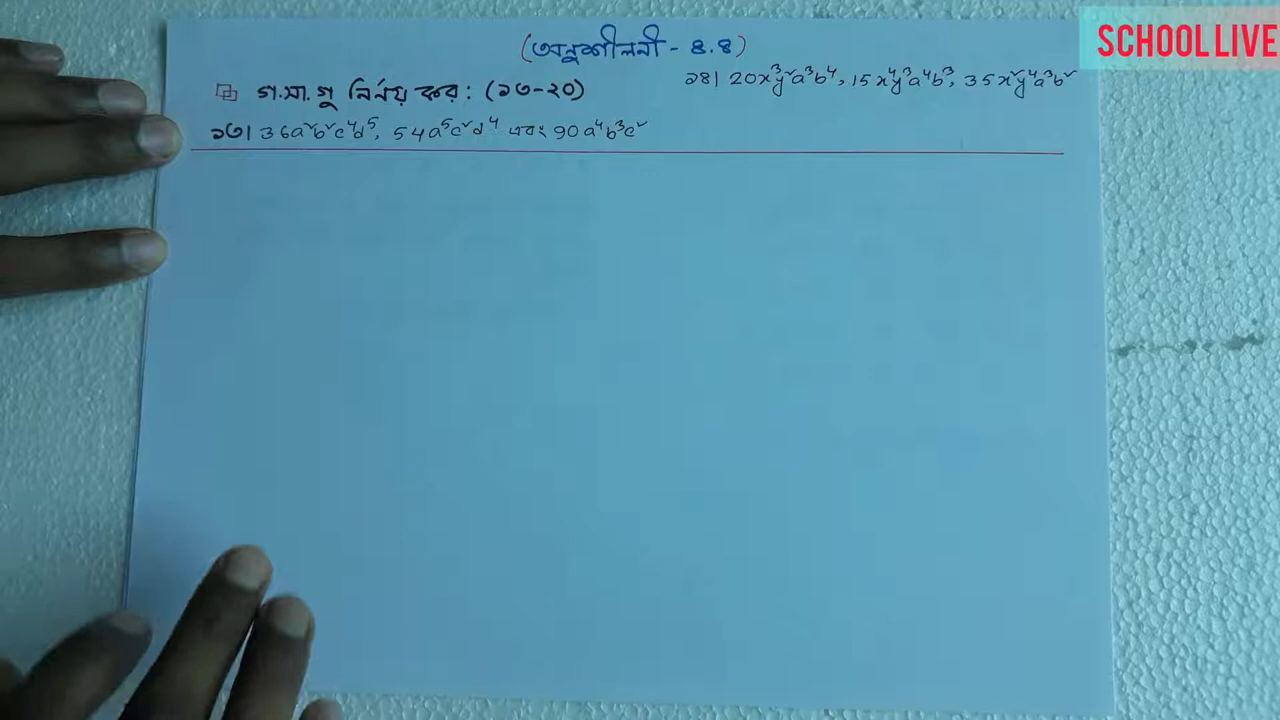 SCHOOL LIVE
(অনুশীলনী - ৪.৪)
গ.সা.গু নির্ণয় কর: (১৩-২০)
১৪| 20x³y²a³b⁴, 15x⁴y³a⁴b³, 35x²y⁴a³b²
১৩| 36a²b²c⁴d⁵, 54a⁵c²d⁴ এবং 90a⁴b³c²